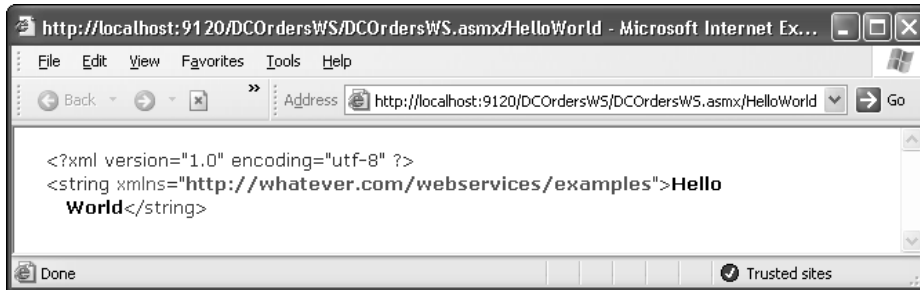 http://localhost:9120/DCOrdersWS/DCOrdersWS.asmx/HelloWorld - Microsoft Internet Ex...
File Edit View Favorites Tools Help
Back » Address http://localhost:9120/DCOrdersWS/DCOrdersWS.asmx/HelloWorld Go
<?xml version="1.0" encoding="utf-8" ?>
<string xmlns="http://whatever.com/webservices/examples">Hello
World</string>
Done Trusted sites